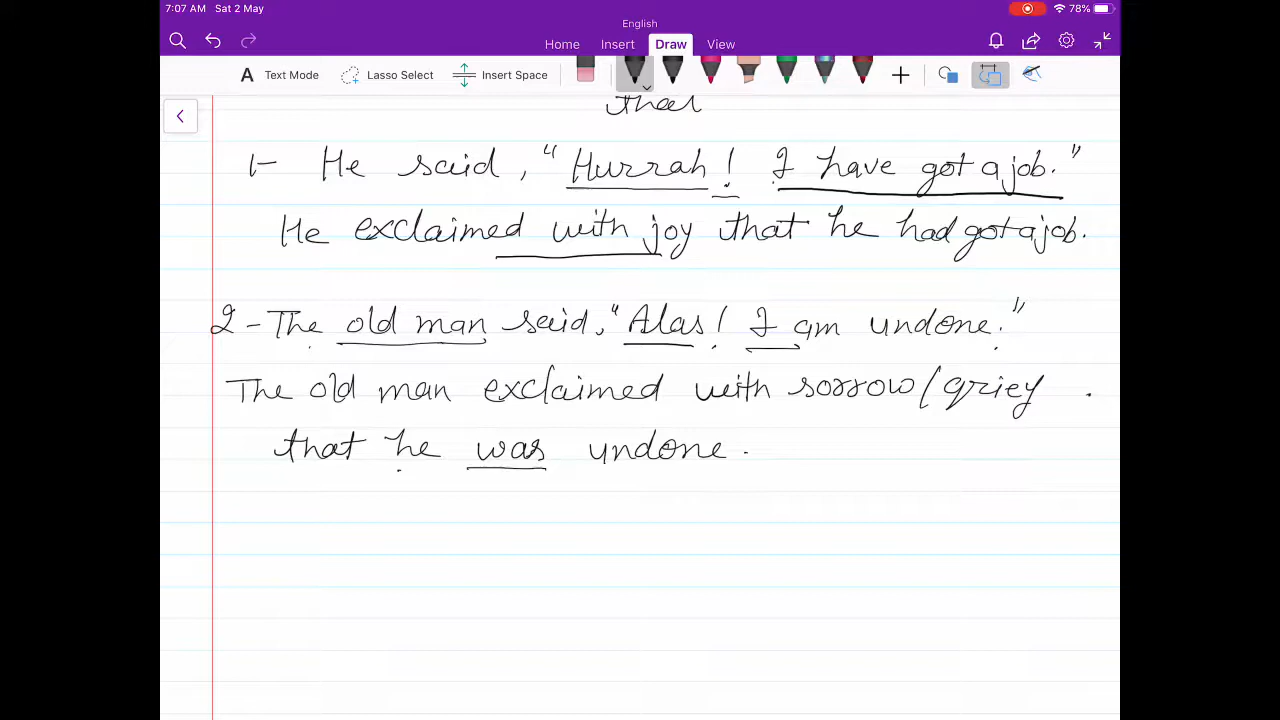 7:07 AM Sat 2 May 78%
English
Home Insert Draw View
A Text Mode Lasso Select Insert Space
that
1- He said, "Hurrah! I have got a job."
He exclaimed with joy that he had got a job.
2 - The old man said, "Alas! I am undone."
The old man exclaimed with sorrow/grief .
that he was undone.